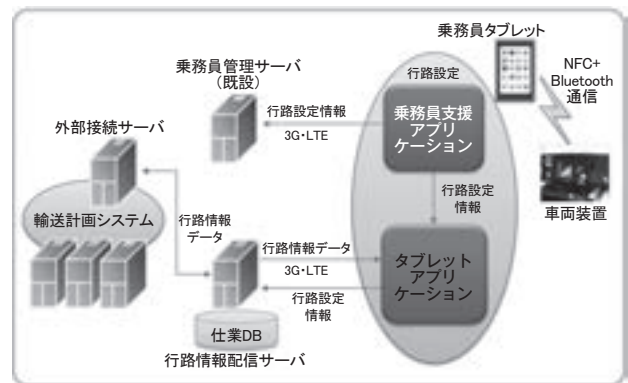 乗務員タブレット
乗務員管理サーバ
(既設)
行路設定
NFC+
Bluetooth
通信
外部接続サーバ
行路設定情報
3G・LTE
乗務員支援
アプリ
ケーション
輸送計画システム
行路情報
データ
行路設定
情報
車両装置
行路情報データ
3G・LTE
行路設定
情報
タブレット
アプリ
ケーション
仕業DB
行路情報配信サーバ